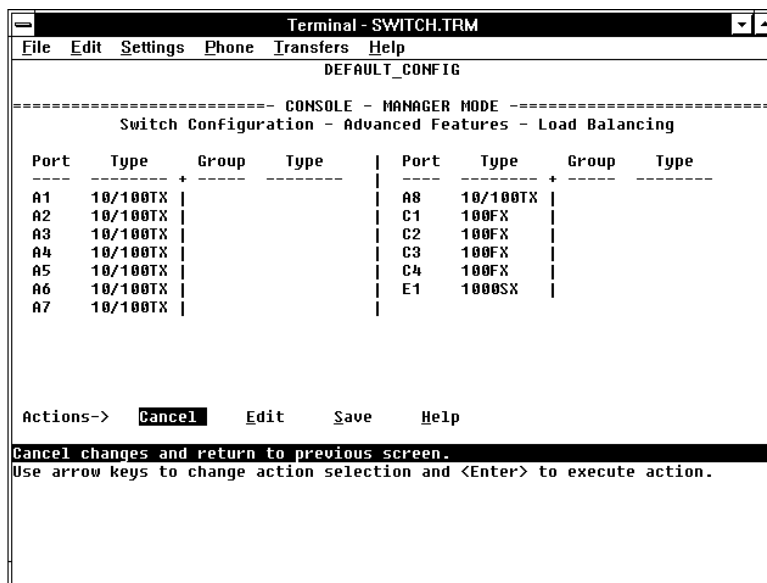 Terminal - SWITCH.TRM
File Edit Settings Phone Transfers Help
DEFAULT_CONFIG
==========================- CONSOLE - MANAGER MODE -==========================
Switch Configuration - Advanced Features - Load Balancing
Port Type Group Type | Port Type Group Type
---- -------- + ----- -------- | ---- -------- + ----- --------
A1 10/100TX | | A8 10/100TX |
A2 10/100TX | | C1 100FX |
A3 10/100TX | | C2 100FX |
A4 10/100TX | | C3 100FX |
A5 10/100TX | | C4 100FX |
A6 10/100TX | | E1 1000SX |
A7 10/100TX | |
Actions-> Cancel Edit Save Help
Cancel changes and return to previous screen.
Use arrow keys to change action selection and <Enter> to execute action.